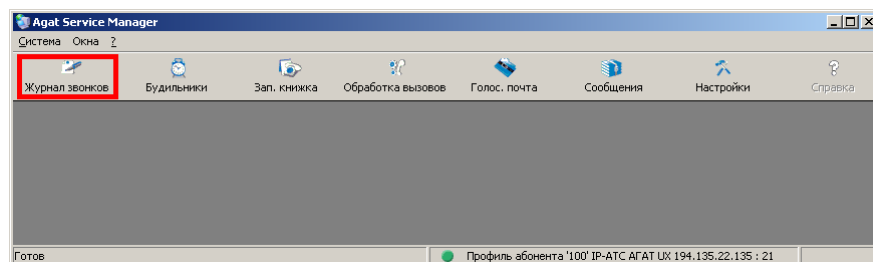 Agat Service Manager
Система Окна ?
Журнал звонков Будильники Зап. книжка Обработка вызовов Голос. почта Сообщения Настройки Справка
Готов Профиль абонента '100' IP-АТС АГАТ UX 194.135.22.135 : 21